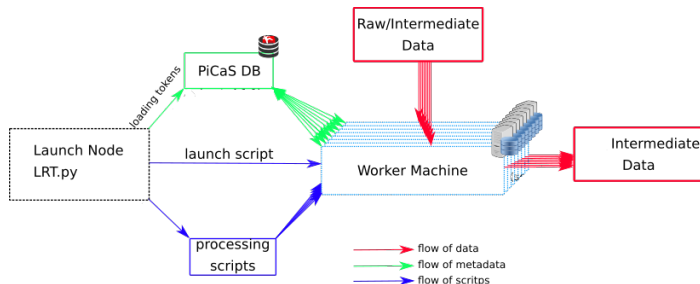 Raw/Intermediate
Data
PiCaS DB
loading tokens
Launch Node
LRT.py
launch script
Worker Machine
Intermediate
Data
processing
scripts
flow of data
flow of metadata
flow of scritps